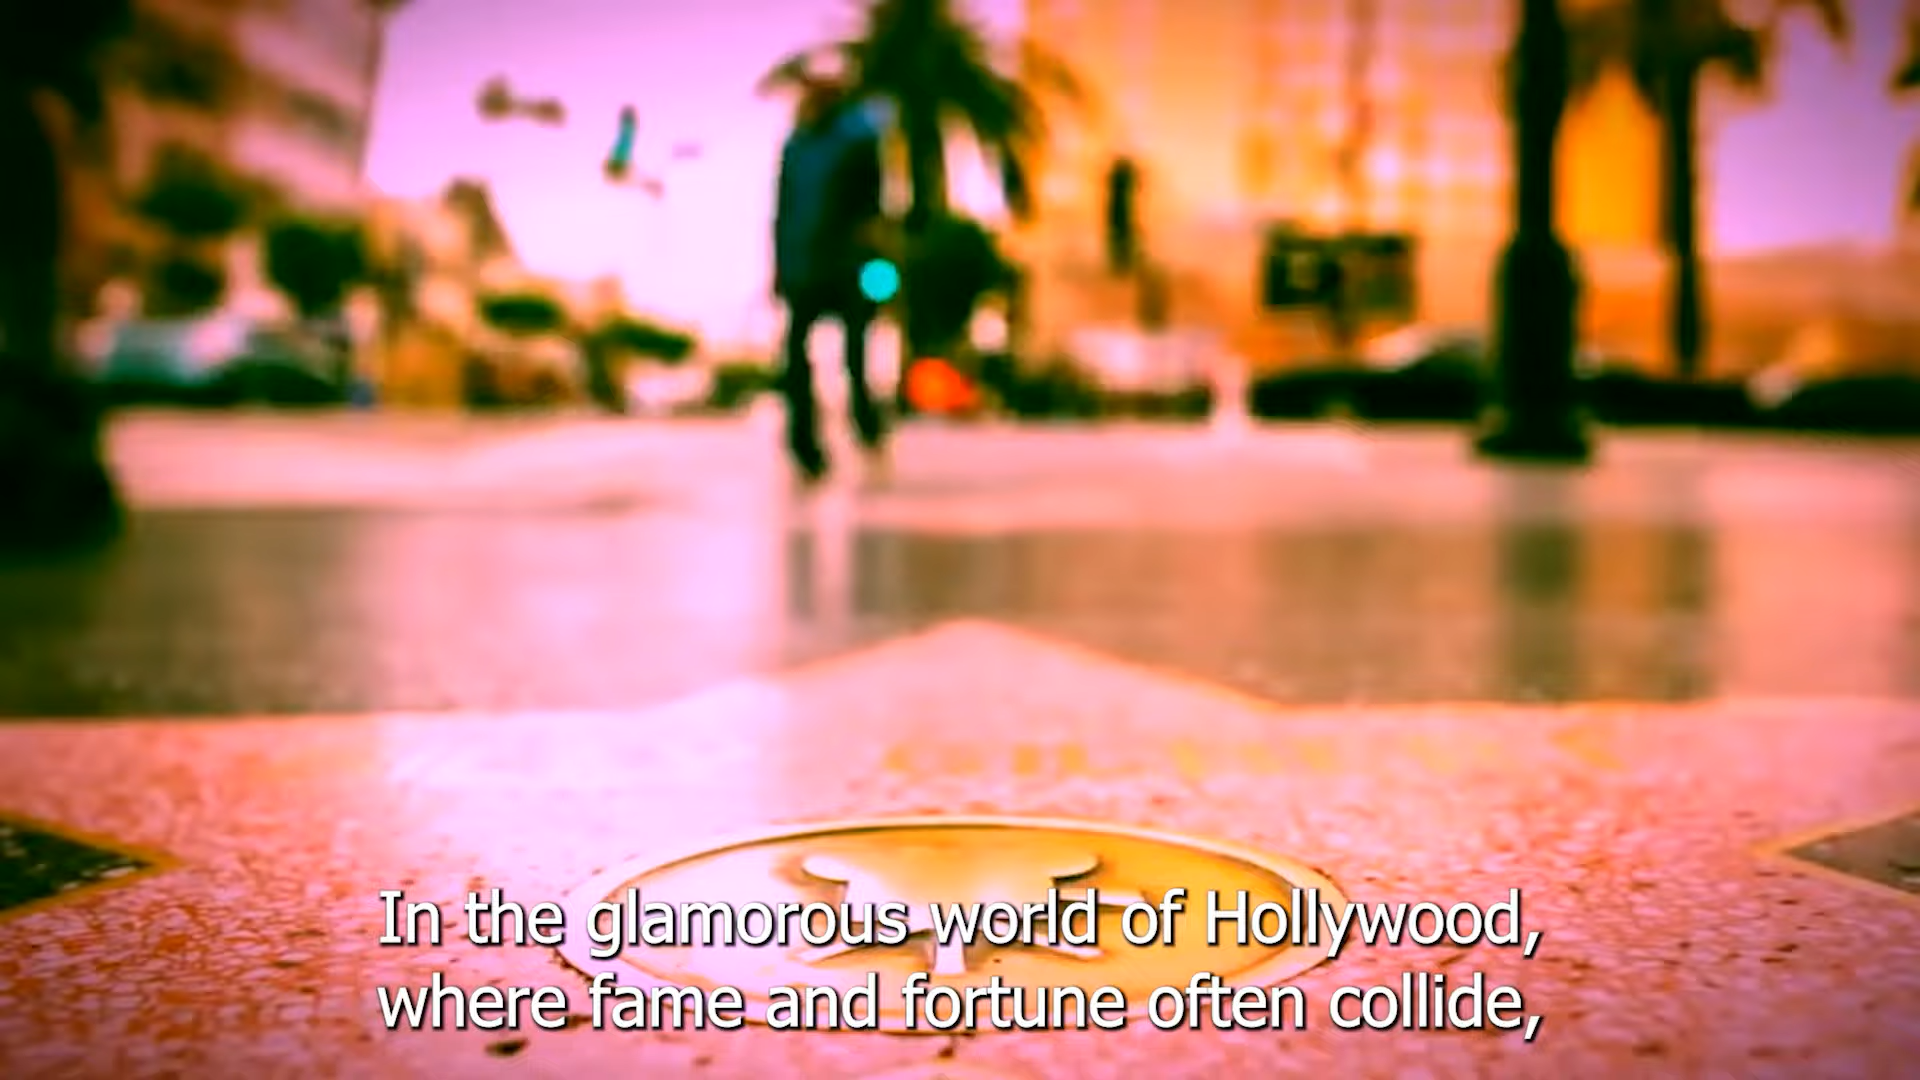 In the glamorous world of Hollywood,
where fame and fortune often collide,